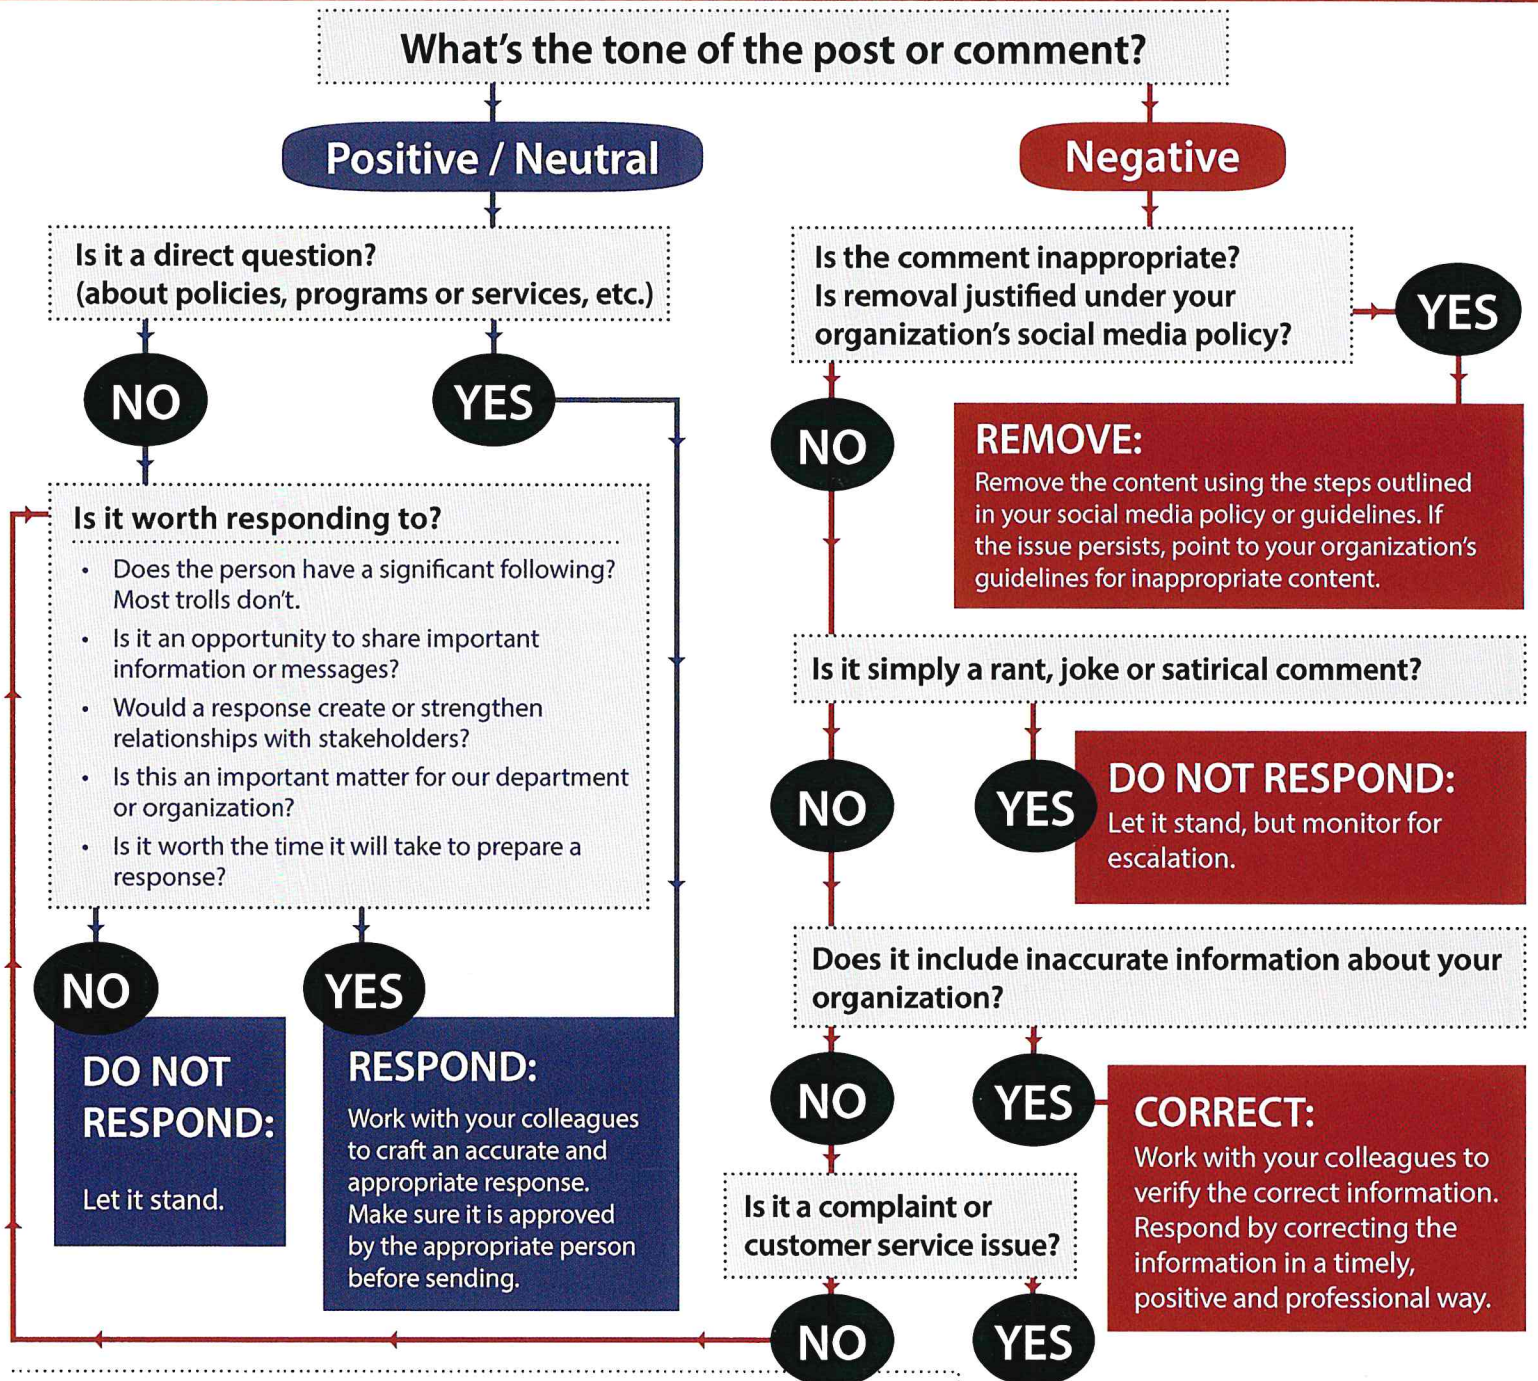 What's the tone of the post or comment?
Positive / Neutral
Negative
Is it a direct question?
(about policies, programs or services, etc.)
NO
YES
Is it worth responding to?
• Does the person have a significant following?
Most trolls don't.
• Is it an opportunity to share important
information or messages?
• Would a response create or strengthen
relationships with stakeholders?
• Is this an important matter for our department
or organization?
• Is it worth the time it will take to prepare a
response?
NO
YES
DO NOT
RESPOND:
Let it stand.
RESPOND:
Work with your colleagues
to craft an accurate and
appropriate response.
Make sure it is approved
by the appropriate person
before sending.
Is the comment inappropriate?
Is removal justified under your
organization's social media policy?
YES
NO
REMOVE:
Remove the content using the steps outlined
in your social media policy or guidelines. If
the issue persists, point to your organization's
guidelines for inappropriate content.
Is it simply a rant, joke or satirical comment?
NO
YES
DO NOT RESPOND:
Let it stand, but monitor for
escalation.
Does it include inaccurate information about your
organization?
NO
YES
CORRECT:
Work with your colleagues to
verify the correct information.
Respond by correcting the
information in a timely,
positive and professional way.
Is it a complaint or
customer service issue?
NO
YES